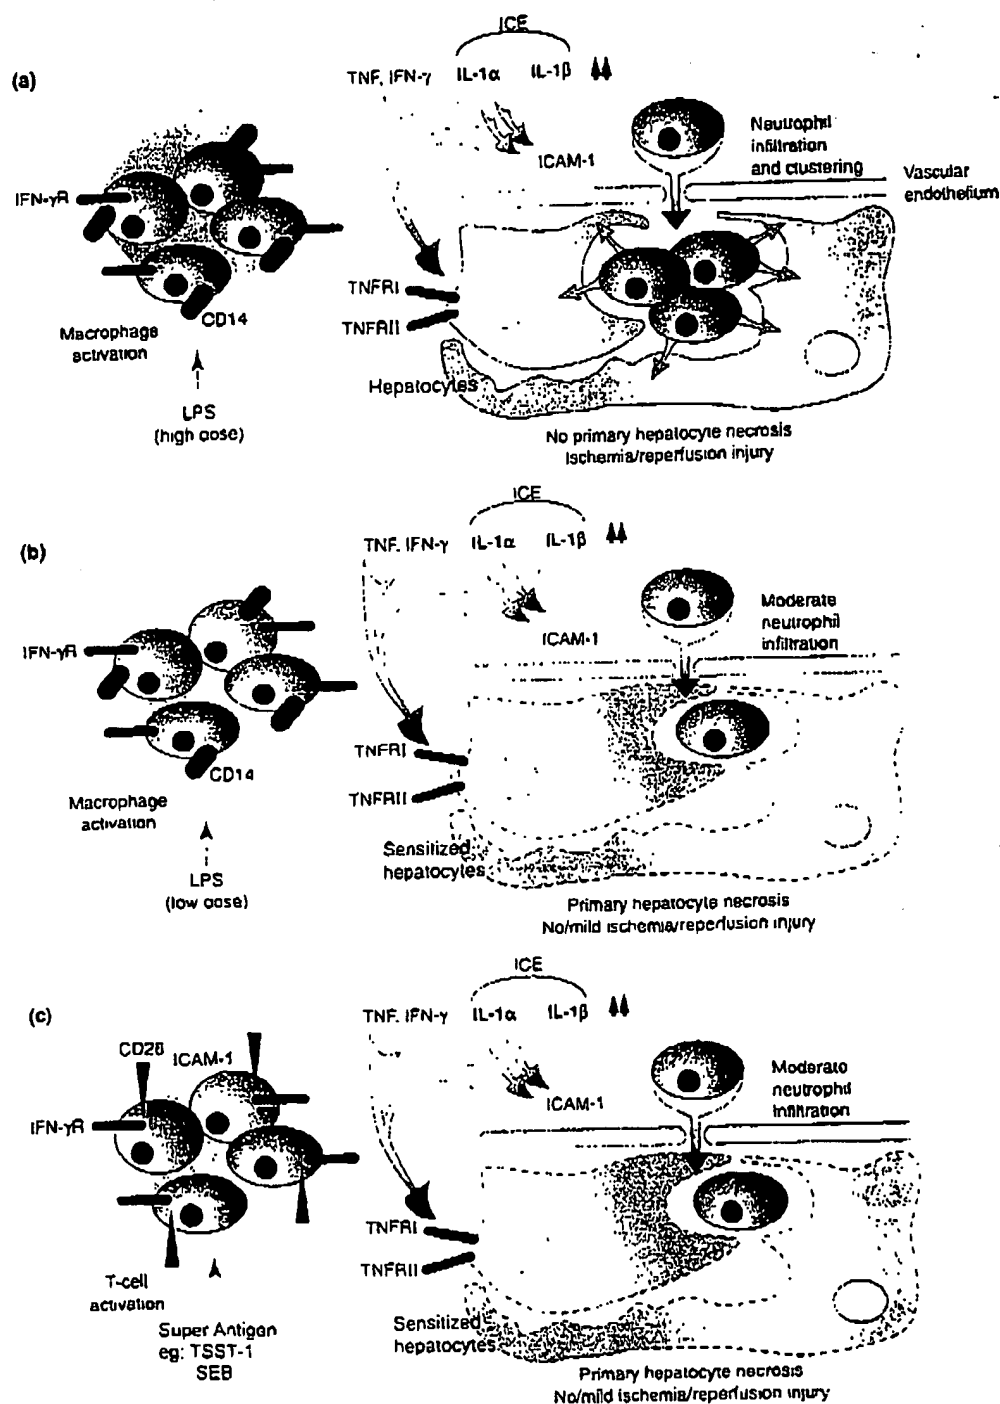 (a)
ICE
TNF, IFN-γ IL-1α IL-1β
ICAM-1
Neutrophil
infiltration
and clustering
Vascular
endothelium
IFN-γR
CD14
Macrophage
activation
LPS
(high dose)
TNFRI
TNFRII
Hepatocytes
No primary hepatocyte necrosis
Ischemia/reperfusion injury
(b)
ICE
TNF, IFN-γ IL-1α IL-1β
ICAM-1
Moderate
neutrophil
infiltration
IFN-γR
CD14
Macrophage
activation
LPS
(low dose)
TNFRI
TNFRII
Sensitized
hepatocytes
Primary hepatocyte necrosis
No/mild ischemia/reperfusion injury
(c)
ICE
TNF, IFN-γ IL-1α IL-1β
ICAM-1
Moderate
neutrophil
infiltration
CD28 ICAM-1
IFN-γR
T-cell
activation
Super Antigen
eg: TSST-1
SEB
TNFRI
TNFRII
Sensitized
hepatocytes
Primary hepatocyte necrosis
No/mild ischemia/reperfusion injury